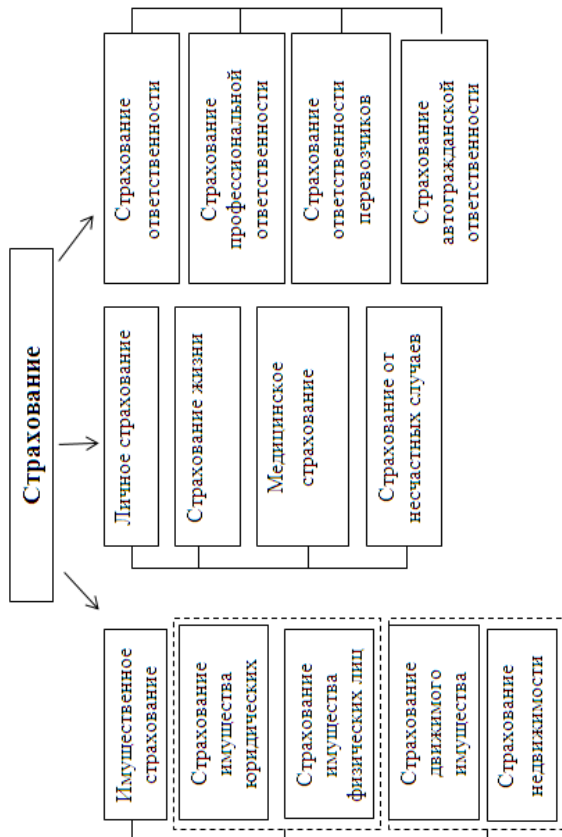 Страхование
Имущественное
страхование
Страхование
имущества
юридических
Страхование
имущества
физических лиц
Страхование
движимого
имущества
Страхование
недвижимости
Личное страхование
Страхование жизни
Медицинское
страхование
Страхование от
несчастных случаев
Страхование
ответственности
Страхование
профессиональной
ответственности
Страхование
ответственности
перевозчиков
Страхование
автогражданской
ответственности